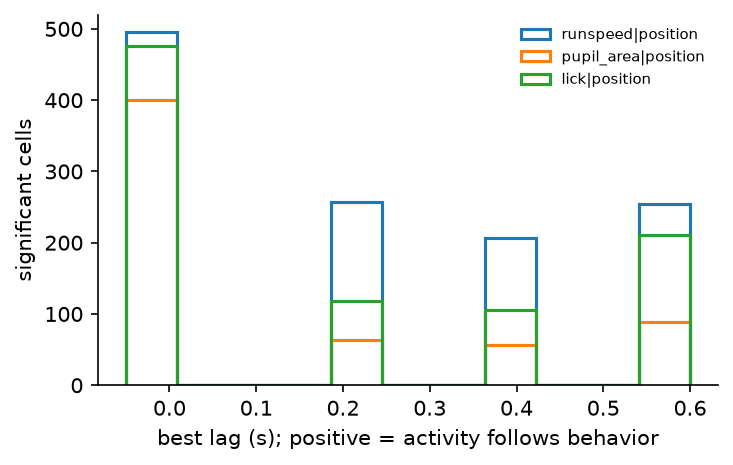 500
400
300
200
100
0
significant cells
runspeed|position
pupil_area|position
lick|position
0.0 0.1 0.2 0.3 0.4 0.5 0.6
best lag (s); positive = activity follows behavior